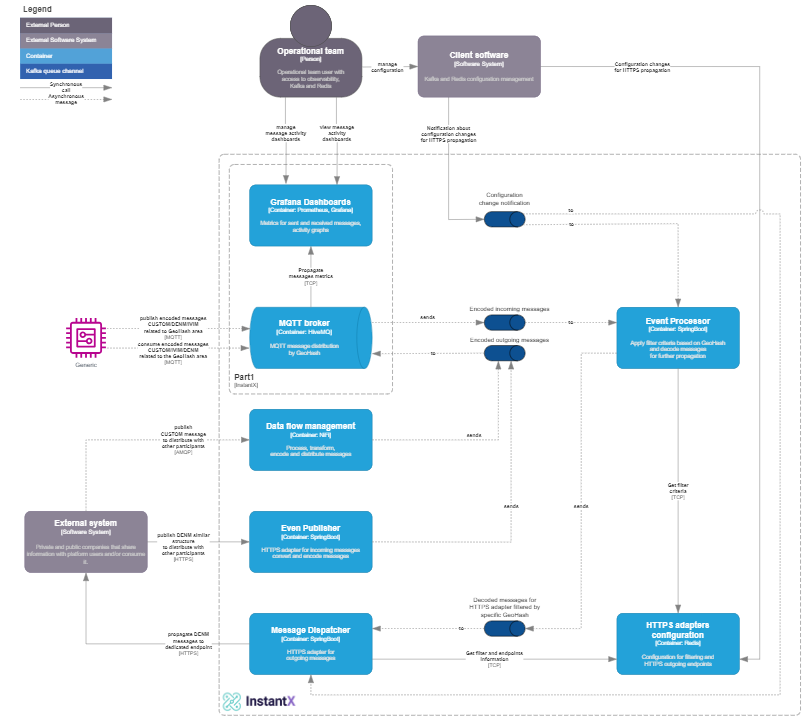 Legend
External Person
External Software System
Container
Kafka queue channel
Synchronous
call
Asynchronous
message
Operational team
[Person]
Operational team user with
access to observability,
Kafka and Redis
manage
configuration
Client software
[Software System]
Kafka and Redis configuration management
Configuration changes
for HTTPS propagation
manage
message activity
dashboards
view message
activity
dashboards
Notification about
configuration changes
for HTTPS propagation
Grafana Dashboards
[Container: Prometheus, Grafana]
Metrics for sent and received messages,
activity graphs
Configuration
change notification
to
to
Propagate
messages metrics
[TCP]
publish encoded messages
CUSTOM/DENM/IVIM
related to GeoHash area
[MQTT]
consume encoded messages
CUSTOM/IVIM/DENM
related to the GeoHash area
[MQTT]
Generic
MQTT broker
[Container: HiveMQ]
MQTT message distribution
by GeoHash
sends
Encoded incoming messages
to
Encoded outgoing messages
to
Event Processor
[Container: SpringBoot]
Apply filter criteria based on GeoHash
and decode messages
for further propagation
Part1
[InstantX]
publish
CUSTOM message
to distribute with
other participants
[AMQP]
Data flow management
[Container: NiFi]
Process, transform,
encode and distribute messages
sends
Get filter
criteria
[TCP]
External system
[Software System]
Private and public companies that share
information with platform users and/or consume
it.
publish DENM similar
structure
to distribute with
other participants
[HTTPS]
Even Publisher
[Container: SpringBoot]
HTTPS adapter for incoming messages
convert and encode messages
sends
sends
Decoded messages for
HTTPS adapter filtered by
specific GeoHash
to
propagate DENM
messages to
dedicated endpoint
[HTTPS]
Message Dispatcher
[Container: SpringBoot]
HTTPS adapter for
outgoing messages
Get filter and endpoints
information
[TCP]
HTTPS adapters
configuration
[Container: Redis]
Configuration for filtering and
HTTPS outgoing endpoints
InstantX